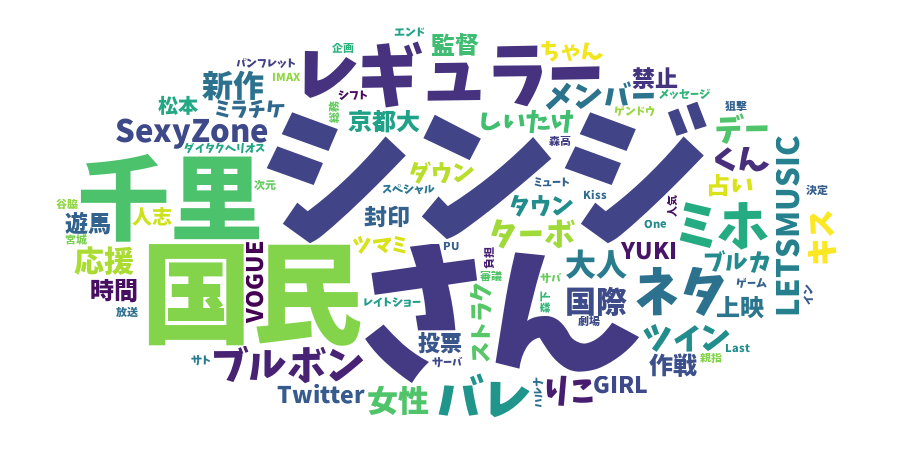 エンド
企画
監督
ちゃん
パンフレット
IMAX
レギュラー
新作
シフト
メンバー
禁止
メッセージ
松本
ミラチケ
総務
京都大
しいたけ
ゲンドウ
狙撃
SexyZone
シンジ
デー
ダイタクヘリオス
森高
くん
千里
次元
ダウン
スペシャル
ミュート
占い
決定
谷脇
人志
遊馬
宮城
封印
タウン
Kiss
人気
One
ミホ
キス
LETSMUSIC
応援
国民
VOGUE
ツマミ
さん
PU
ターボ
負担
YUKI
ブルカ
時間
放送
レイトショー
ストラク
サバ
森下
大人
国際
ネタ
ゲーム
イン
上映
劇場
投票
サーバ
ツイン
Last
サト
ブルボン
作戦
親指
Twitter
女性
バレ
りこ
GIRL